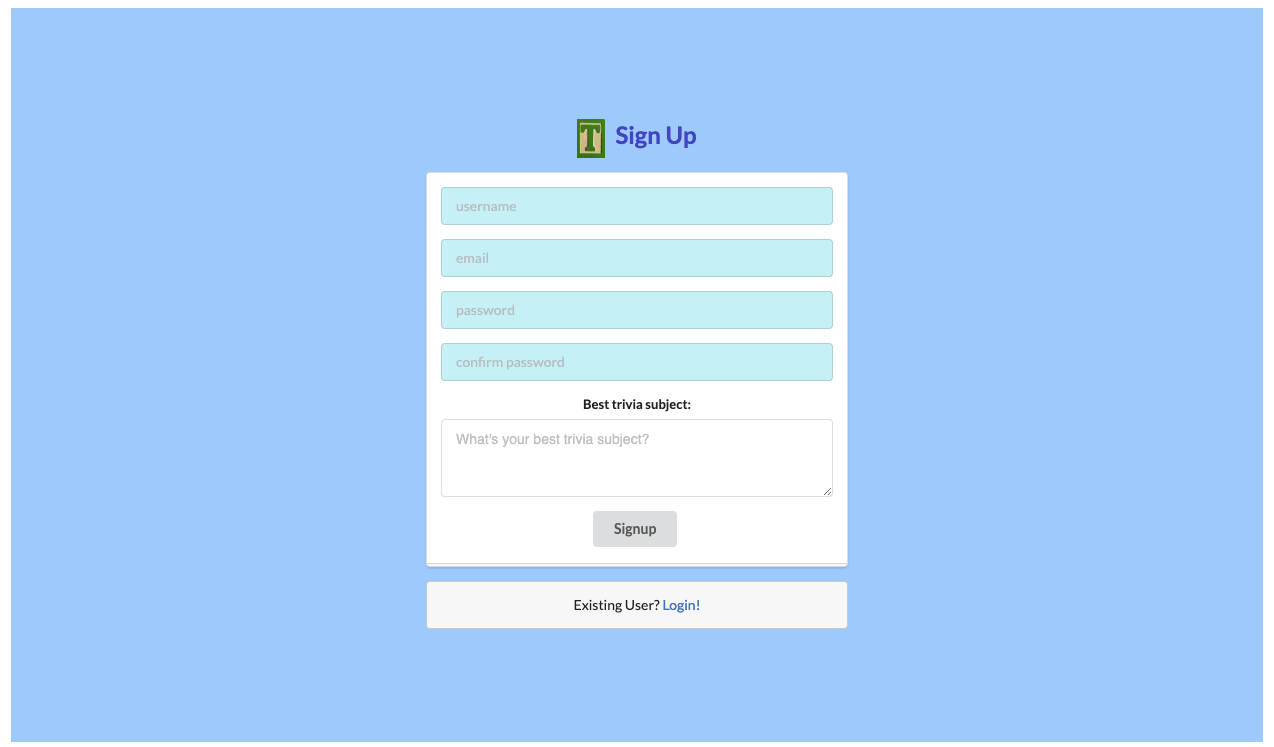 T Sign Up
username
email
password
confirm password
Best trivia subject:
What's your best trivia subject?
Signup
Existing User? Login!